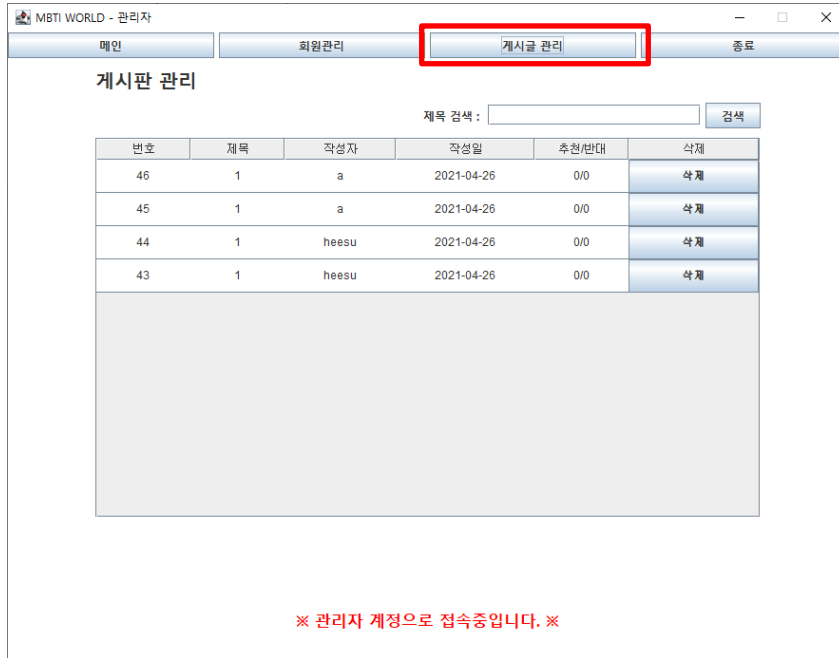 MBTI WORLD - 관리자
메인 회원관리 게시글 관리 종료
게시판 관리
제목 검색 : 검색
번호 제목 작성자 작성일 추천/반대 삭제
46 1 a 2021-04-26 0/0 삭제
45 1 a 2021-04-26 0/0 삭제
44 1 heesu 2021-04-26 0/0 삭제
43 1 heesu 2021-04-26 0/0 삭제
※ 관리자 계정으로 접속중입니다. ※